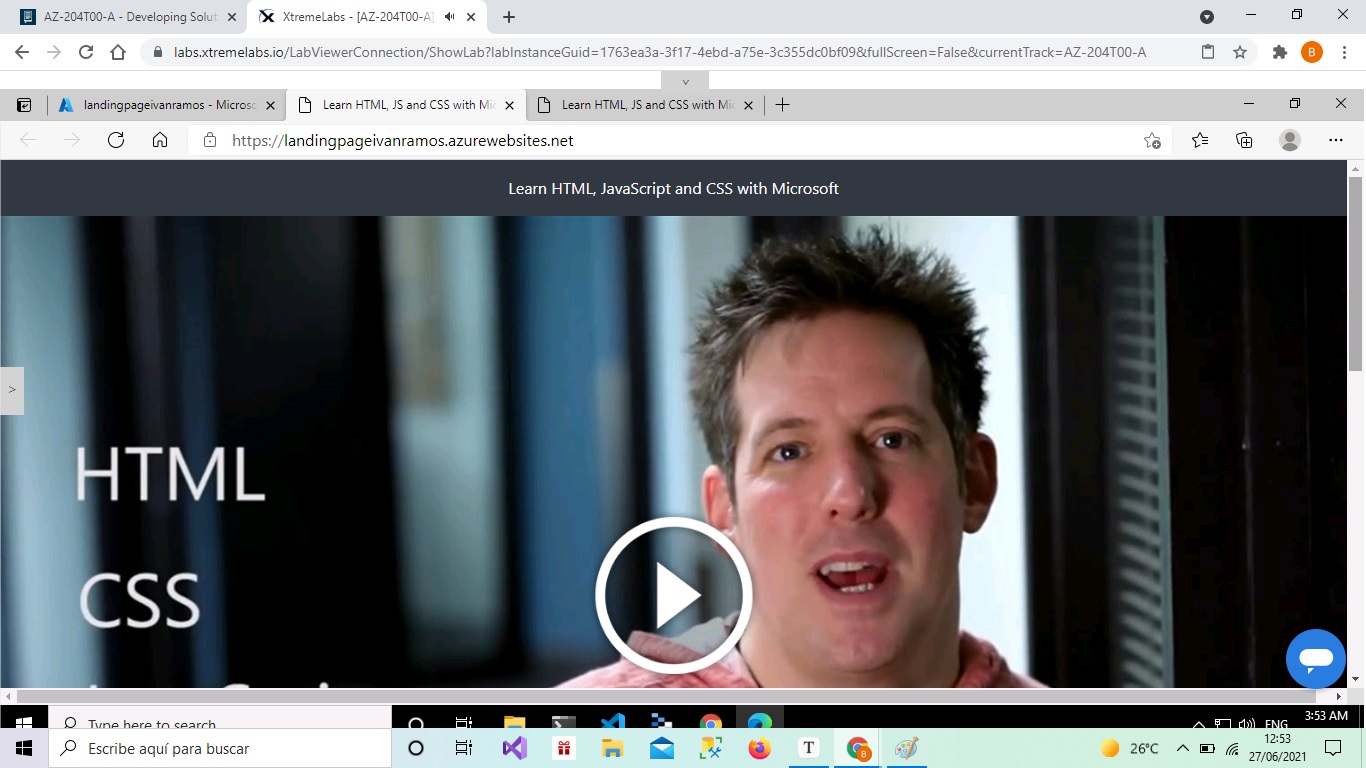 AZ-204T00-A - Developing Solut
XtremeLabs - [AZ-204T00-A]
labs.xtremelabs.io/LabViewerConnection/ShowLab?labInstanceGuid=1763ea3a-3f17-4ebd-a75e-3c355dc0bf09&fullScreen=False&currentTrack=AZ-204T00-A
B
landingpageivanramos - Microso
Learn HTML, JS and CSS with Mi
Learn HTML, JS and CSS with Mi
https://landingpageivanramos.azurewebsites.net
Learn HTML, JavaScript and CSS with Microsoft
HTML
CSS
Type here to search
ENG
3:53 AM
Escribe aquí para buscar
T
B
26°C
12:53
27/06/2021